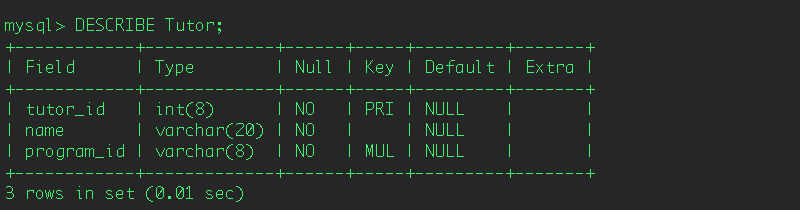 mysql> DESCRIBE Tutor;
+------------+-------------+------+-----+---------+-------+
| Field      | Type        | Null | Key | Default | Extra |
+------------+-------------+------+-----+---------+-------+
| tutor_id   | int(8)      | NO   | PRI | NULL    |       |
| name       | varchar(20) | NO   |     | NULL    |       |
| program_id | varchar(8)  | NO   | MUL | NULL    |       |
+------------+-------------+------+-----+---------+-------+
3 rows in set (0.01 sec)